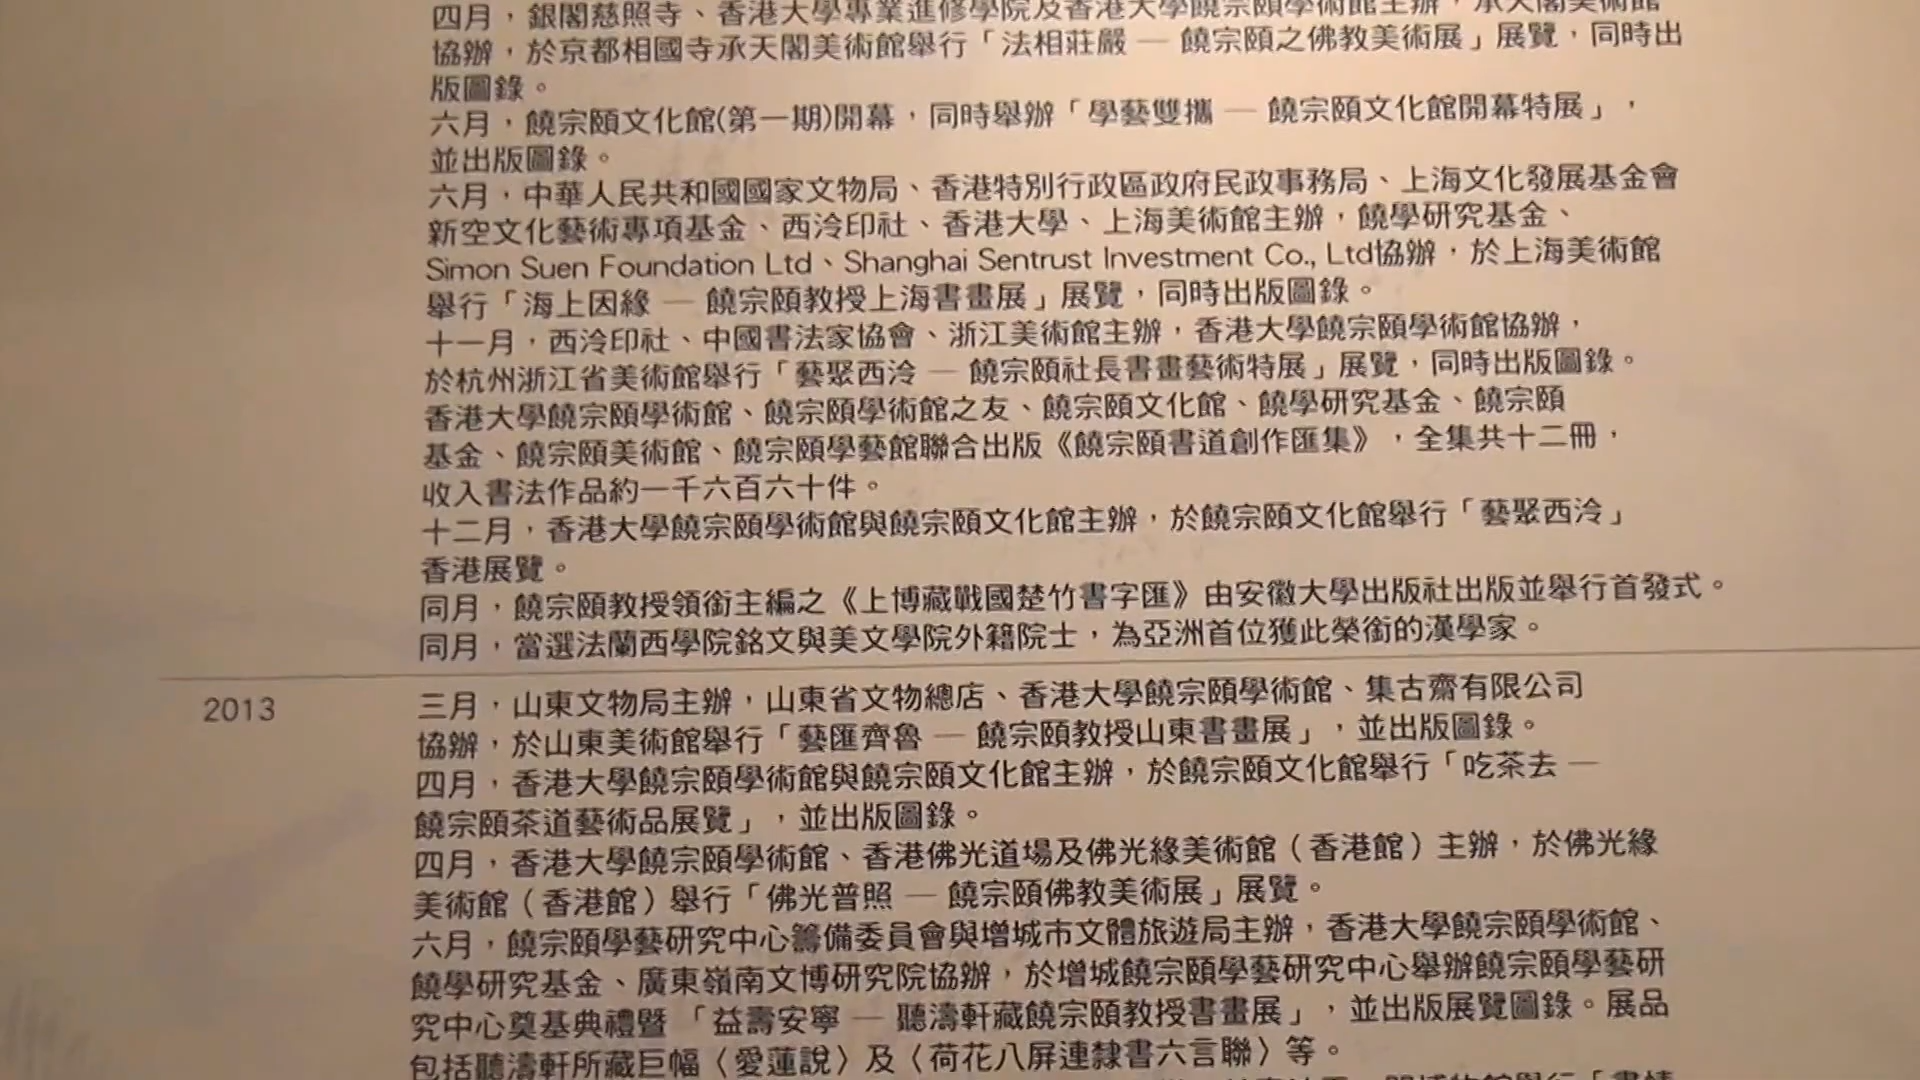 四月，銀閣慈照寺、香港大學專業進修學院及香港大學饒宗頤學術館主辦，承天閣美術館
協辦，於京都相國寺承天閣美術館舉行「法相莊嚴 — 饒宗頤之佛教美術展」展覽，同時出
版圖錄。
六月，饒宗頤文化館(第一期)開幕，同時舉辦「學藝雙攜 — 饒宗頤文化館開幕特展」，
並出版圖錄。
六月，中華人民共和國國家文物局、香港特別行政區政府民政事務局、上海文化發展基金會
新空文化藝術專項基金、西泠印社、香港大學、上海美術館主辦，饒學研究基金、
Simon Suen Foundation Ltd、Shanghai Sentrust Investment Co., Ltd協辦，於上海美術館
舉行「海上因緣 — 饒宗頤教授上海書畫展」展覽，同時出版圖錄。
十一月，西泠印社、中國書法家協會、浙江美術館主辦，香港大學饒宗頤學術館協辦，
於杭州浙江省美術館舉行「藝聚西泠 — 饒宗頤社長書畫藝術特展」展覽，同時出版圖錄。
香港大學饒宗頤學術館、饒宗頤學術館之友、饒宗頤文化館、饒學研究基金、饒宗頤
基金、饒宗頤美術館、饒宗頤學藝館聯合出版《饒宗頤書道創作匯集》，全集共十二冊，
收入書法作品約一千六百六十件。
十二月，香港大學饒宗頤學術館與饒宗頤文化館主辦，於饒宗頤文化館舉行「藝聚西泠」
香港展覽。
同月，饒宗頤教授領銜主編之《上博藏戰國楚竹書字匯》由安徽大學出版社出版並舉行首發式。
同月，當選法蘭西學院銘文與美文學院外籍院士，為亞洲首位獲此榮銜的漢學家。
2013 三月，山東文物局主辦，山東省文物總店、香港大學饒宗頤學術館、集古齋有限公司
協辦，於山東美術館舉行「藝匯齊魯 — 饒宗頤教授山東書畫展」，並出版圖錄。
四月，香港大學饒宗頤學術館與饒宗頤文化館主辦，於饒宗頤文化館舉行「吃茶去 —
饒宗頤茶道藝術品展覽」，並出版圖錄。
四月，香港大學饒宗頤學術館、香港佛光道場及佛光緣美術館（香港館）主辦，於佛光緣
美術館（香港館）舉行「佛光普照 — 饒宗頤佛教美術展」展覽。
六月，饒宗頤學藝研究中心籌備委員會與增城市文體旅遊局主辦，香港大學饒宗頤學術館、
饒學研究基金、廣東嶺南文博研究院協辦，於增城饒宗頤學藝研究中心舉辦饒宗頤學藝研
究中心奠基典禮暨 「益壽安寧 — 聽濤軒藏饒宗頤教授書畫展」，並出版展覽圖錄。展品
包括聽濤軒所藏巨幅〈愛蓮說〉及〈荷花八屏連隸書六言聯〉等。